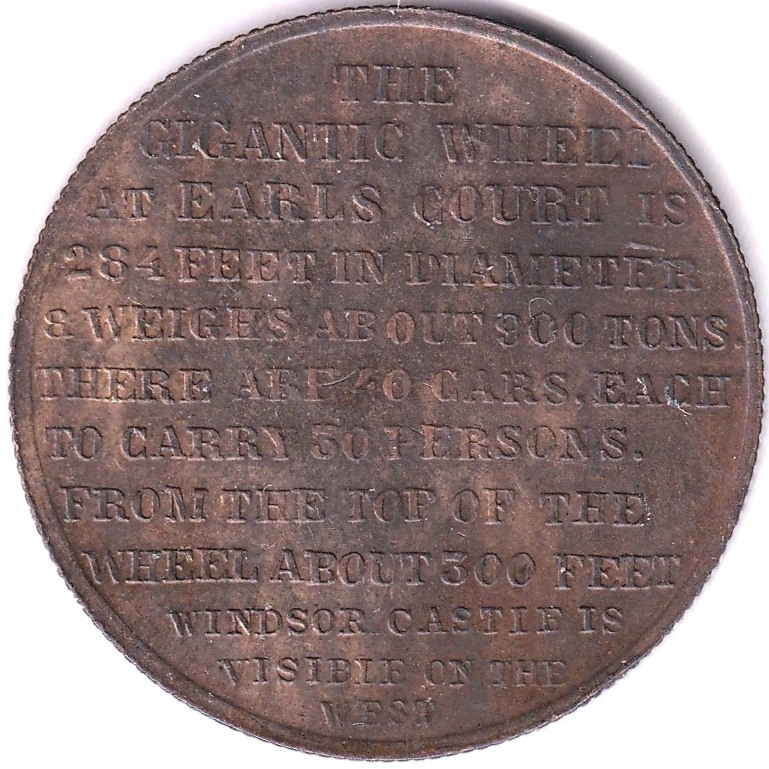 THE
GIGANTIC WHEEL
AT EARLS COURT IS
284 FEET IN DIAMETER
& WEIGHS ABOUT 900 TONS.
THERE ARE 40 CARS, EACH
TO CARRY 30 PERSONS.
FROM THE TOP OF THE
WHEEL ABOUT 300 FEET
WINDSOR CASTLE IS
VISIBLE ON THE
WEST